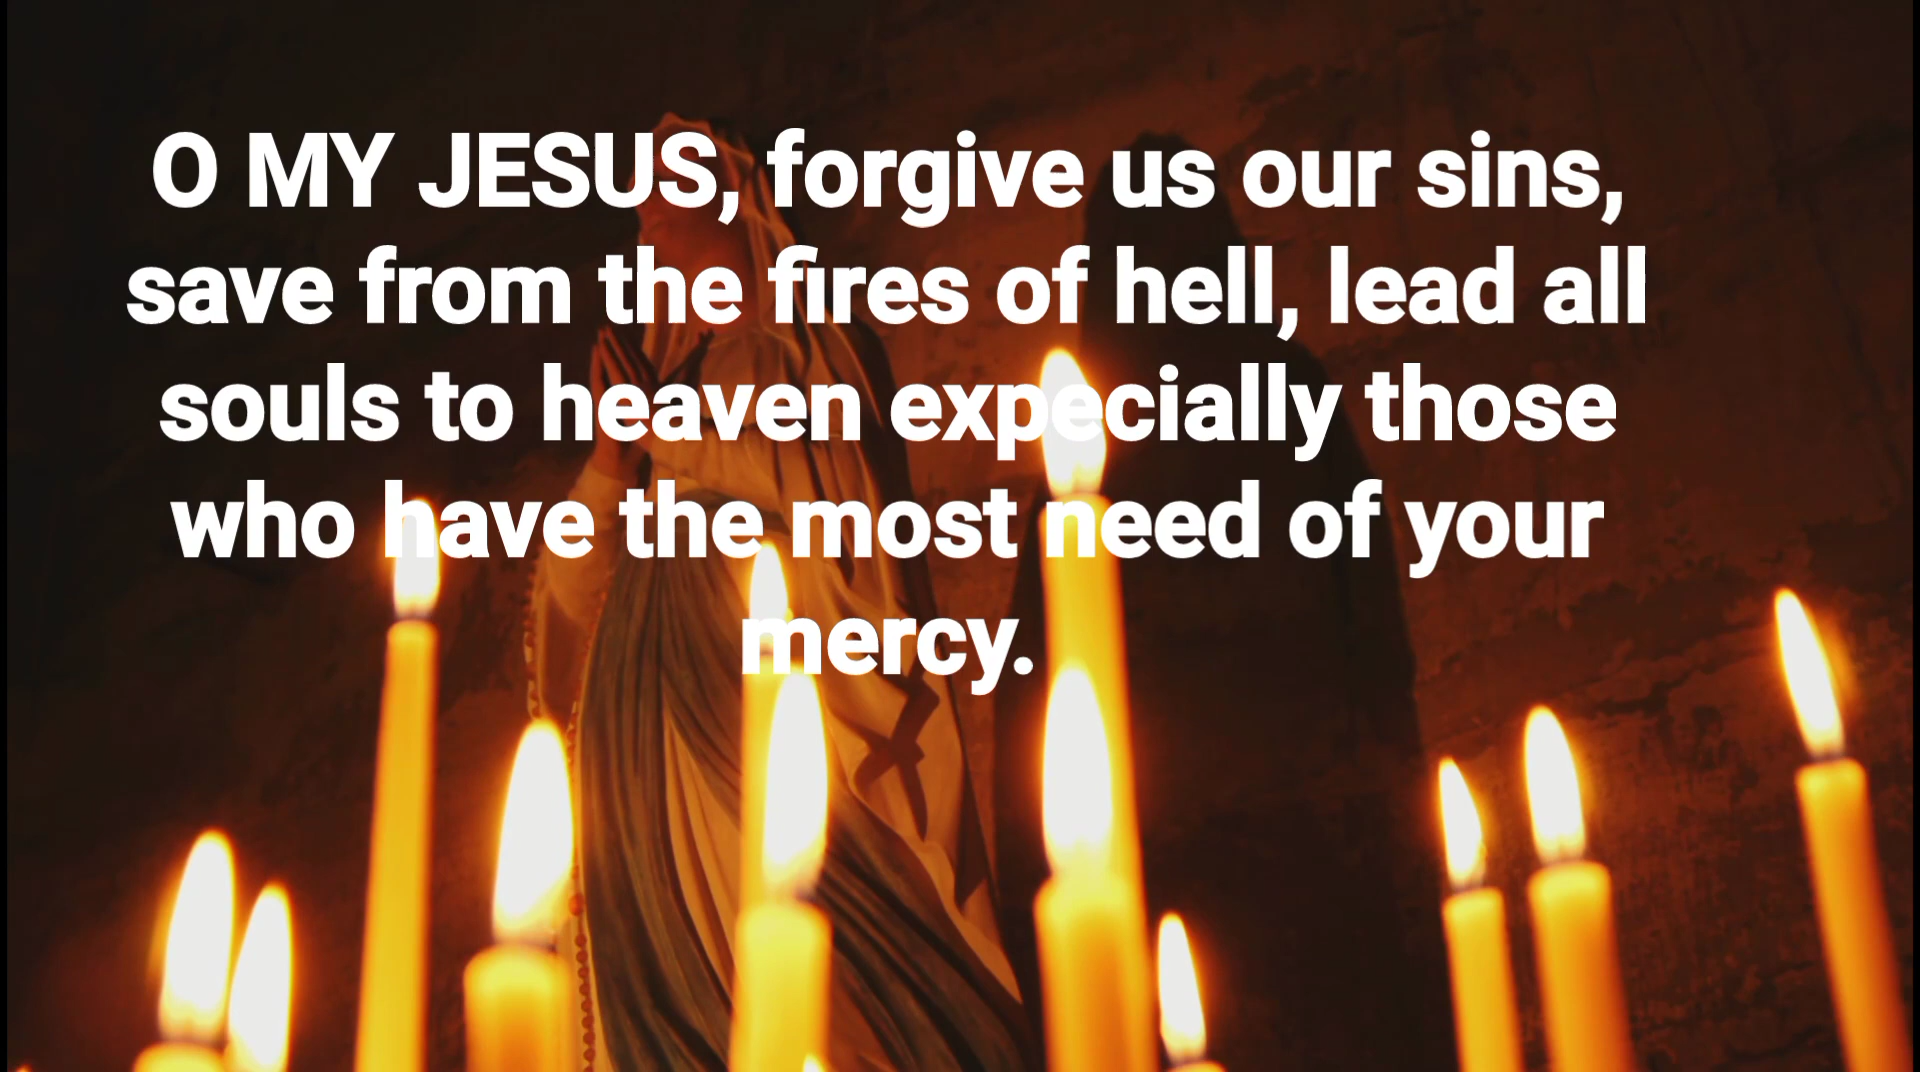 O MY JESUS, forgive us our sins,
save from the fires of hell, lead all
souls to heaven expecially those
who have the most need of your
mercy.